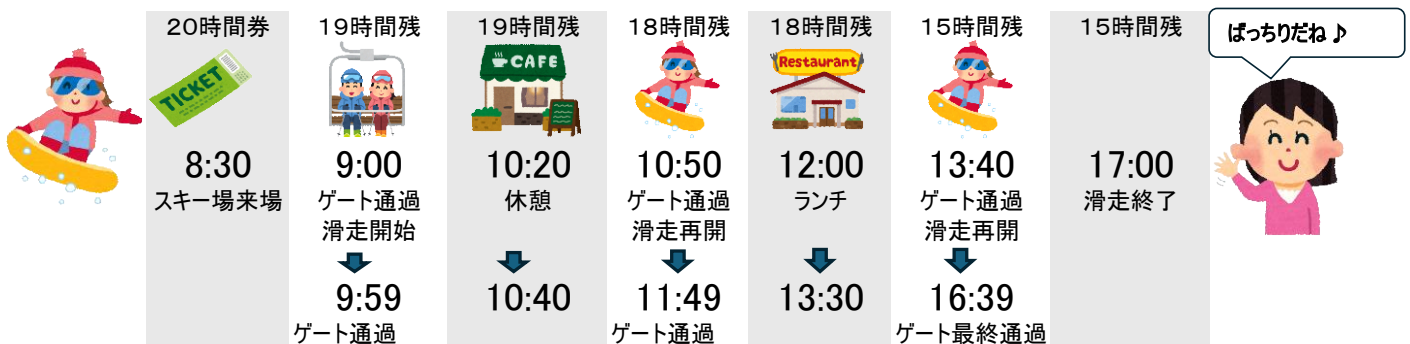 20時間券
TICKET
8:30
スキー場来場
19時間残
9:00
ゲート通過
滑走開始
9:59
ゲート通過
19時間残
CAFE
10:20
休憩
10:40
18時間残
10:50
ゲート通過
滑走再開
11:49
ゲート通過
18時間残
Restaurant
12:00
ランチ
13:30
15時間残
13:40
ゲート通過
滑走再開
16:39
ゲート最終通過
15時間残
17:00
滑走終了
ばっちりだね♪